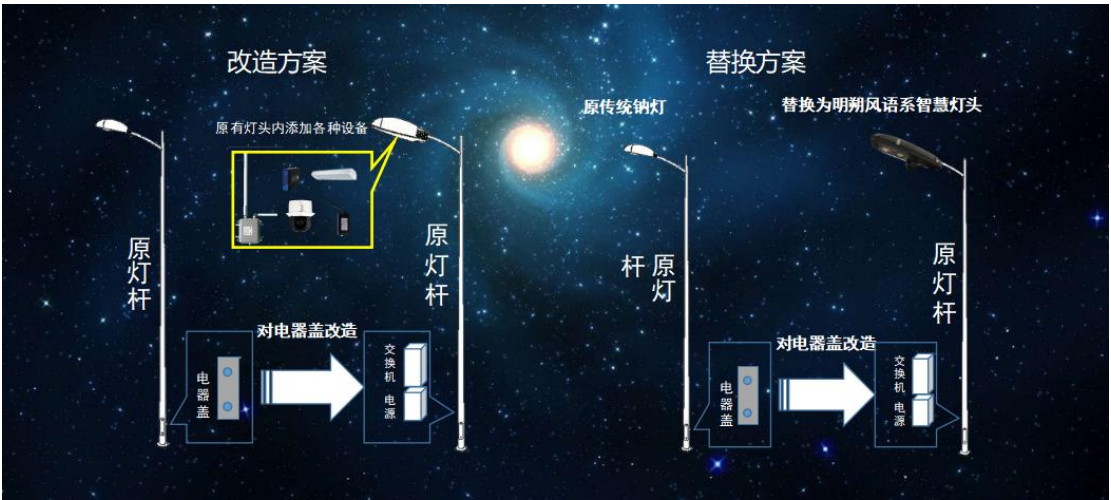 改造方案
原有灯头内添加各种设备
原灯杆
原灯杆
对电器盖改造
电器盖
交换机
电源
替换方案
原传统钠灯
替换为明朔风语系智慧灯头
原灯杆
原灯杆
对电器盖改造
电器盖
交换机
电源